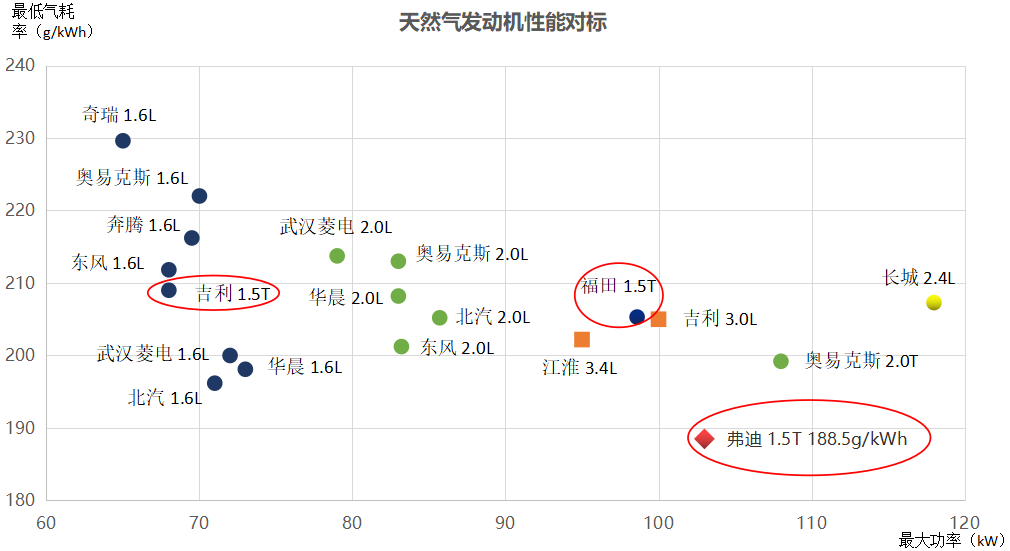 最低气耗
率（g/kWh）
天然气发动机性能对标
240
230
220
210
200
190
180
奇瑞 1.6L
奥易克斯 1.6L
奔腾 1.6L
武汉菱电 2.0L
奥易克斯 2.0L
东风 1.6L
吉利 1.5T
华晨 2.0L
福田 1.5T
长城 2.4L
北汽 2.0L
吉利 3.0L
东风 2.0L
武汉菱电 1.6L
华晨 1.6L
江淮 3.4L
奥易克斯 2.0T
北汽 1.6L
弗迪 1.5T 188.5g/kWh
60
70
80
90
100
110
120
最大功率（kW）